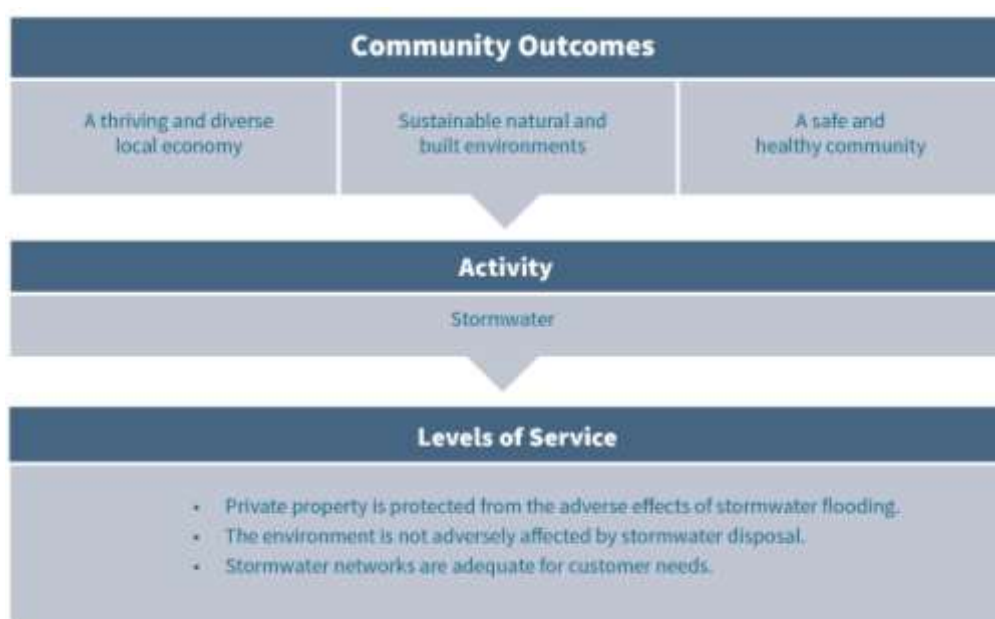 Community Outcomes
A thriving and diverse
local economy
Sustainable natural and
built environments
A safe and
healthy community
Activity
Stormwater
Levels of Service
• Private property is protected from the adverse effects of stormwater flooding.
• The environment is not adversely affected by stormwater disposal.
• Stormwater networks are adequate for customer needs.